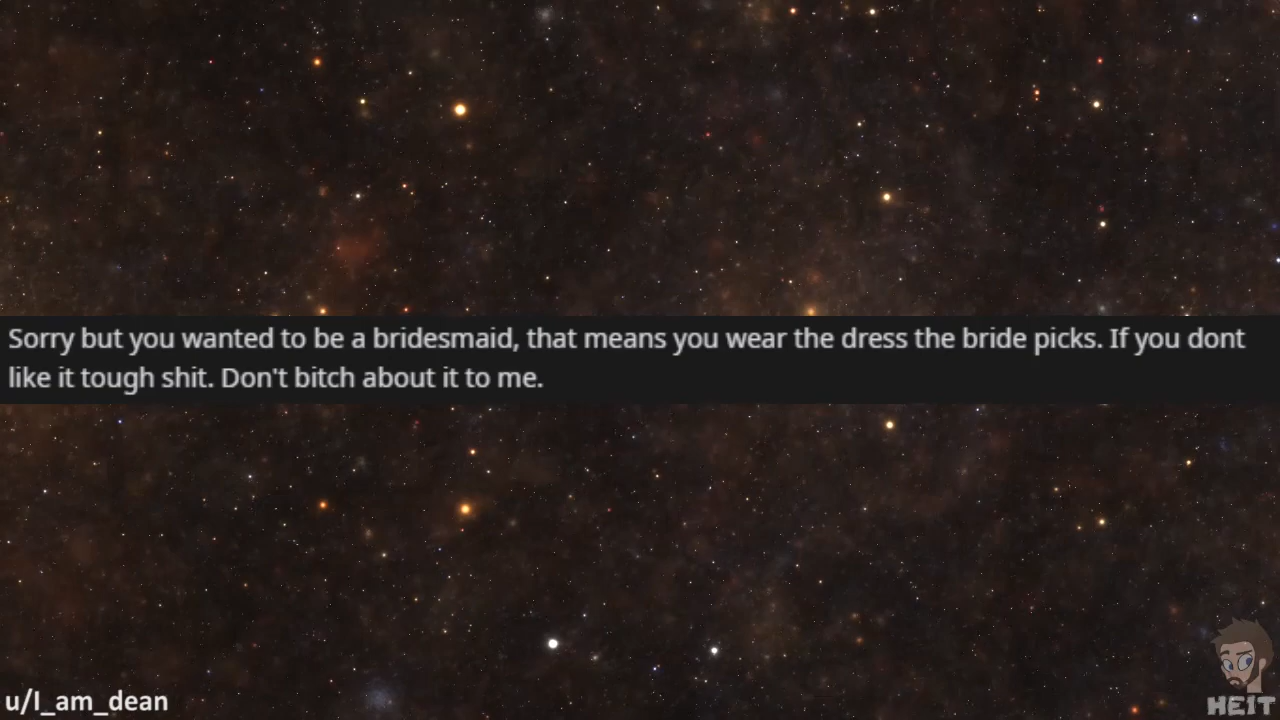 Sorry but you wanted to be a bridesmaid, that means you wear the dress the bride picks. If you dont
like it tough shit. Don't bitch about it to me.
u/I_am_dean
HEIT